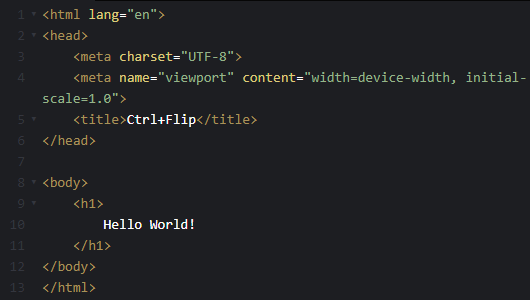 1 <html lang="en">
2 <head>
3 <meta charset="UTF-8">
4 <meta name="viewport" content="width=device-width, initial-
scale=1.0">
5 <title>Ctrl+Flip</title>
6 </head>
7
8 <body>
9 <h1>
10 Hello World!
11 </h1>
12 </body>
13 </html>